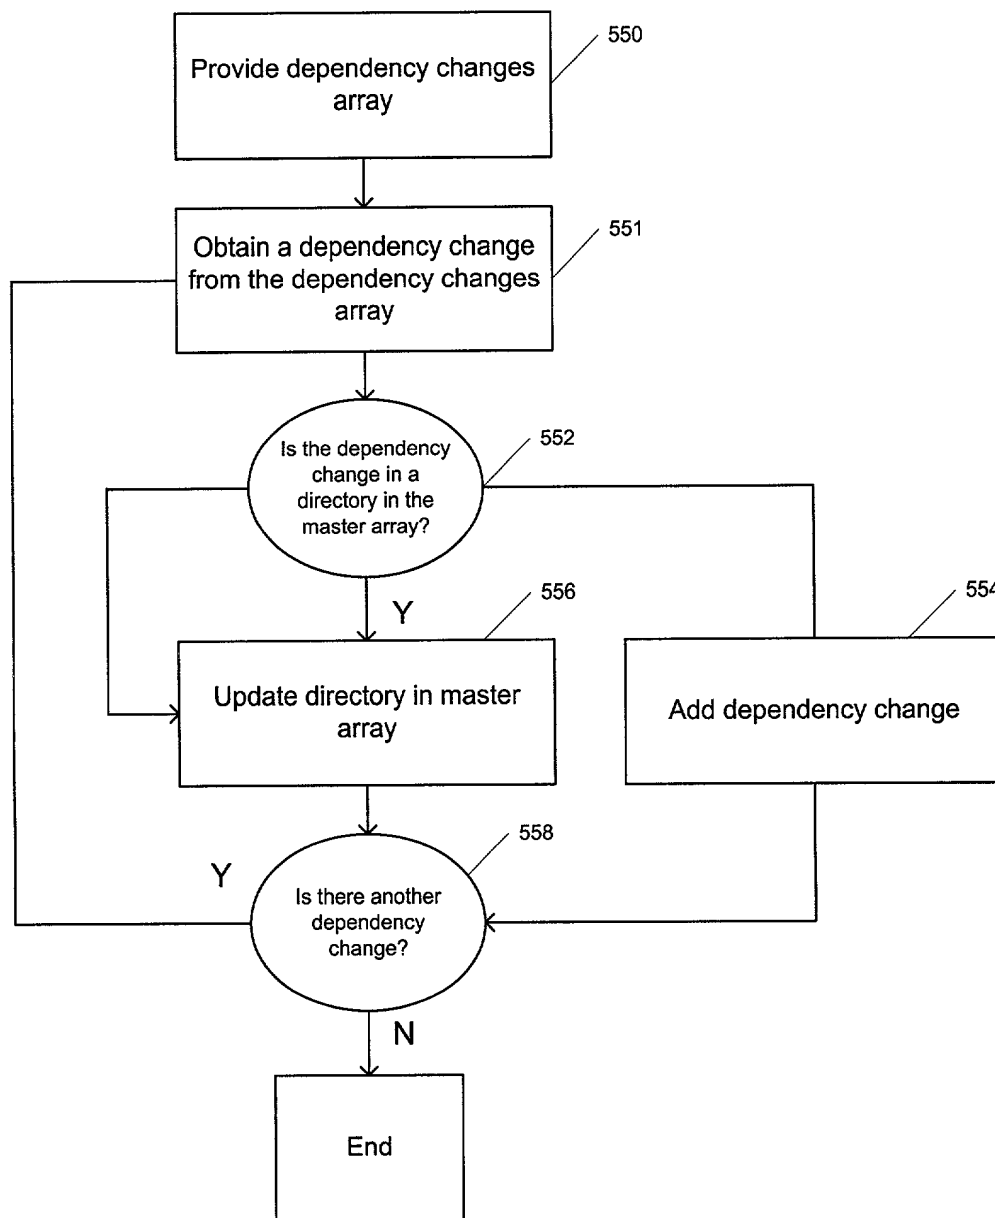 550
Provide dependency changes
array
551
Obtain a dependency change
from the dependency changes
array
552
Is the dependency
change in a
directory in the
master array?
Y
556
554
Update directory in master
array
Add dependency change
558
Y
Is there another
dependency
change?
N
End